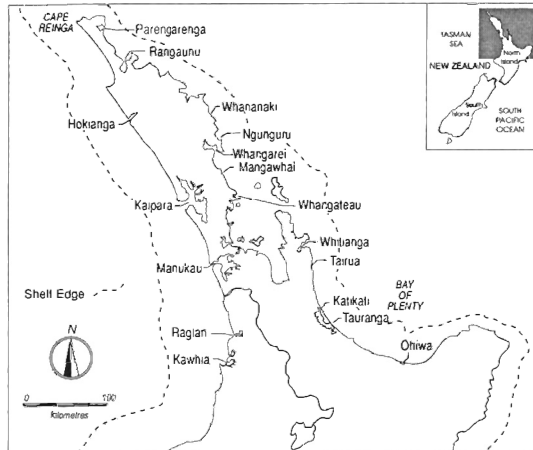 CAPE
REINGA
Parengarenga
Rangaunu
Whananaki
Hokianga
Ngunguru
Whangarei
Mangawhai
Kaipara
Whangateau
Whitianga
Tairua
Manukau
Shelf Edge
Katikati
Tauranga
BAY
OF
PLENTY
Raglan
Kawhia
Ohiwa
N
0
100
kilometres
TASMAN
SEA
North
Island
NEW ZEALAND
South
Island
SOUTH
PACIFIC
OCEAN